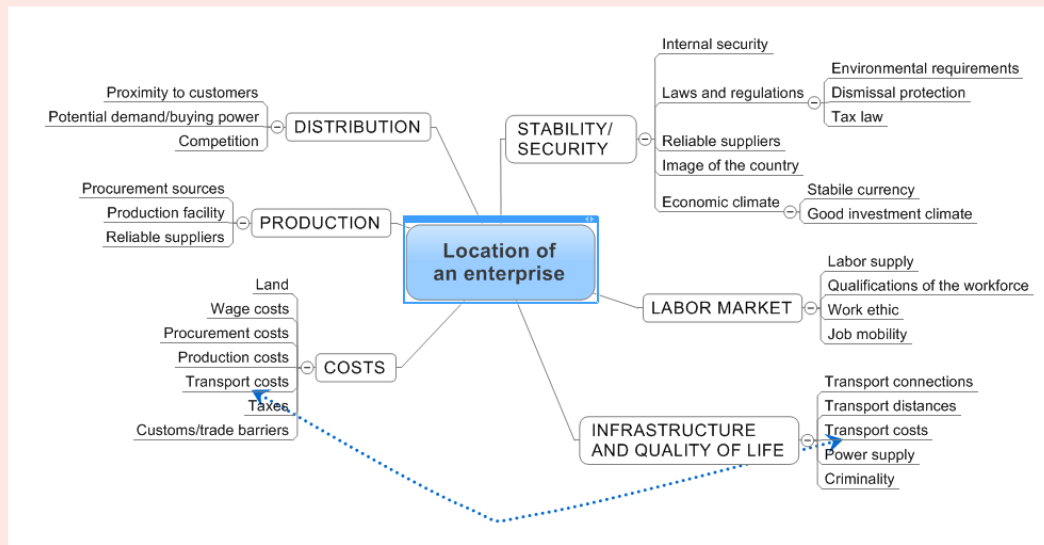 Location of
an enterprise
DISTRIBUTION
Proximity to customers
Potential demand/buying power
Competition
PRODUCTION
Procurement sources
Production facility
Reliable suppliers
COSTS
Land
Wage costs
Procurement costs
Production costs
Transport costs
Taxes
Customs/trade barriers
STABILITY/
SECURITY
Internal security
Laws and regulations
Environmental requirements
Dismissal protection
Tax law
Reliable suppliers
Image of the country
Economic climate
Stabile currency
Good investment climate
LABOR MARKET
Labor supply
Qualifications of the workforce
Work ethic
Job mobility
INFRASTRUCTURE
AND QUALITY OF LIFE
Transport connections
Transport distances
Transport costs
Power supply
Criminality